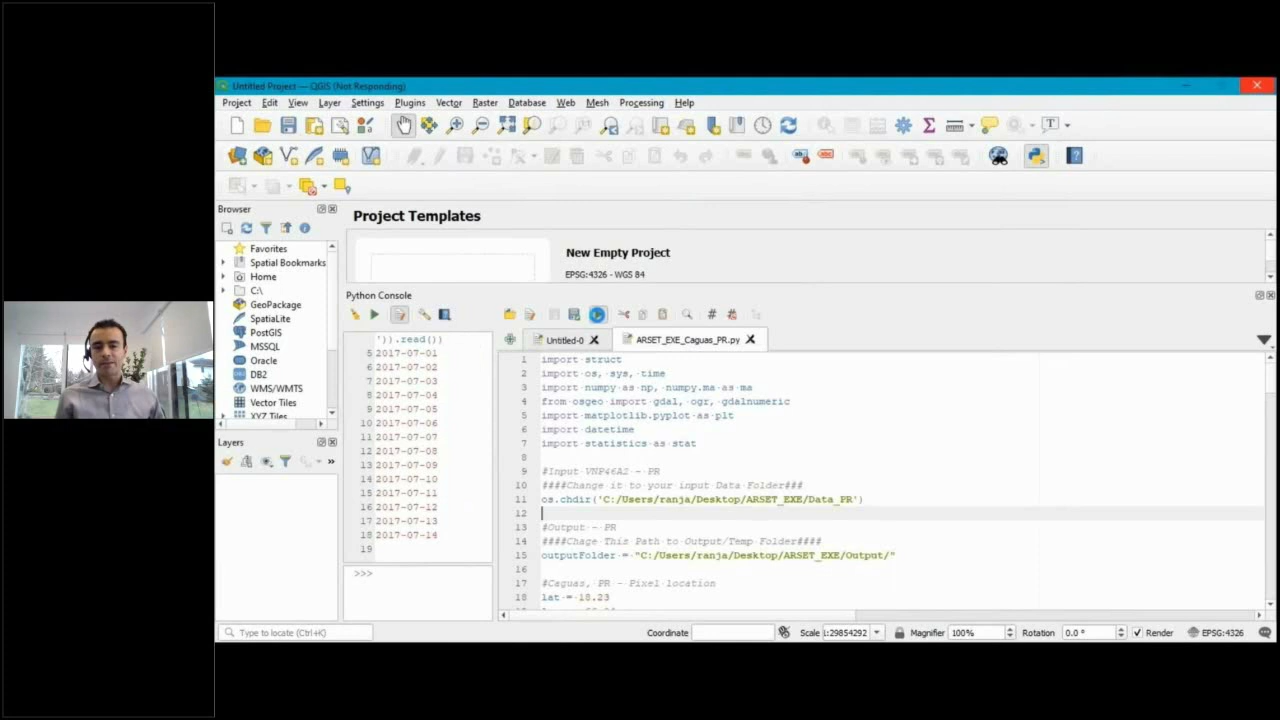 Untitled Project — QGIS (Not Responding)
Project Edit View Layer Settings Plugins Vector Raster Database Web Mesh Processing Help
Browser
Favorites
Spatial Bookmarks
Home
C:\
GeoPackage
SpatiaLite
PostGIS
MSSQL
Oracle
DB2
WMS/WMTS
Vector Tiles
XYZ Tiles
Layers
Project Templates
New Empty Project
EPSG:4326 - WGS 84
Python Console
')).read())
5 2017-07-01
6 2017-07-02
7 2017-07-03
8 2017-07-04
9 2017-07-05
10 2017-07-06
11 2017-07-07
12 2017-07-08
13 2017-07-09
14 2017-07-10
15 2017-07-11
16 2017-07-12
17 2017-07-13
18 2017-07-14
19
>>>
Untitled-0 ARSET_EXE_Caguas_PR.py
1 import struct
2 import os, sys, time
3 import numpy as np, numpy.ma as ma
4 from osgeo import gdal, ogr, gdalnumeric
5 import matplotlib.pyplot as plt
6 import datetime
7 import statistics as stat
8
9 #Input VNP46A2 - PR
10 ####Change it to your input Data Folder###
11 os.chdir('C:/Users/ranja/Desktop/ARSET_EXE/Data_PR')
12
13 #Output - PR
14 ####Chage This Path to Output/Temp Folder####
15 outputFolder = "C:/Users/ranja/Desktop/ARSET_EXE/Output/"
16
17 #Caguas, PR - Pixel location
18 lat = 18.23
Type to locate (Ctrl+K)
Coordinate
Scale 1:29854292
Magnifier 100%
Rotation 0.0 °
Render
EPSG:4326